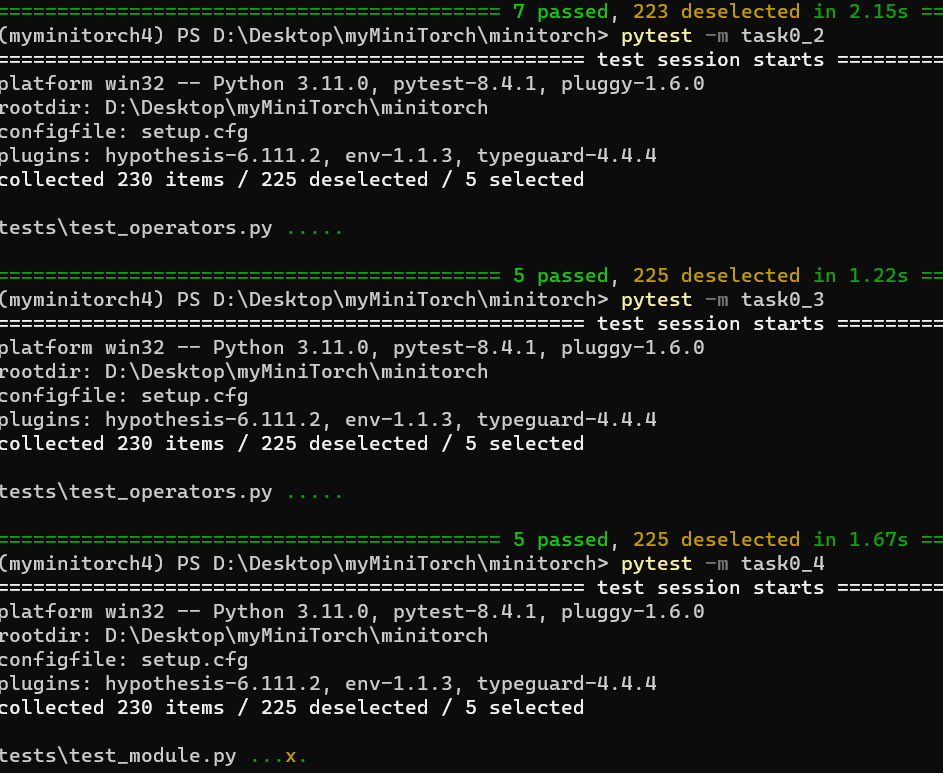 ========================================== 7 passed, 223 deselected in 2.15s ==
(myminitorch4) PS D:\Desktop\myMiniTorch\minitorch> pytest -m task0_2
================================================= test session starts =========
platform win32 -- Python 3.11.0, pytest-8.4.1, pluggy-1.6.0
rootdir: D:\Desktop\myMiniTorch\minitorch
configfile: setup.cfg
plugins: hypothesis-6.111.2, env-1.1.3, typeguard-4.4.4
collected 230 items / 225 deselected / 5 selected
tests\test_operators.py .....
========================================== 5 passed, 225 deselected in 1.22s ==
(myminitorch4) PS D:\Desktop\myMiniTorch\minitorch> pytest -m task0_3
================================================= test session starts =========
platform win32 -- Python 3.11.0, pytest-8.4.1, pluggy-1.6.0
rootdir: D:\Desktop\myMiniTorch\minitorch
configfile: setup.cfg
plugins: hypothesis-6.111.2, env-1.1.3, typeguard-4.4.4
collected 230 items / 225 deselected / 5 selected
tests\test_operators.py .....
========================================== 5 passed, 225 deselected in 1.67s ==
(myminitorch4) PS D:\Desktop\myMiniTorch\minitorch> pytest -m task0_4
================================================= test session starts =========
platform win32 -- Python 3.11.0, pytest-8.4.1, pluggy-1.6.0
rootdir: D:\Desktop\myMiniTorch\minitorch
configfile: setup.cfg
plugins: hypothesis-6.111.2, env-1.1.3, typeguard-4.4.4
collected 230 items / 225 deselected / 5 selected
tests\test_module.py ...x.